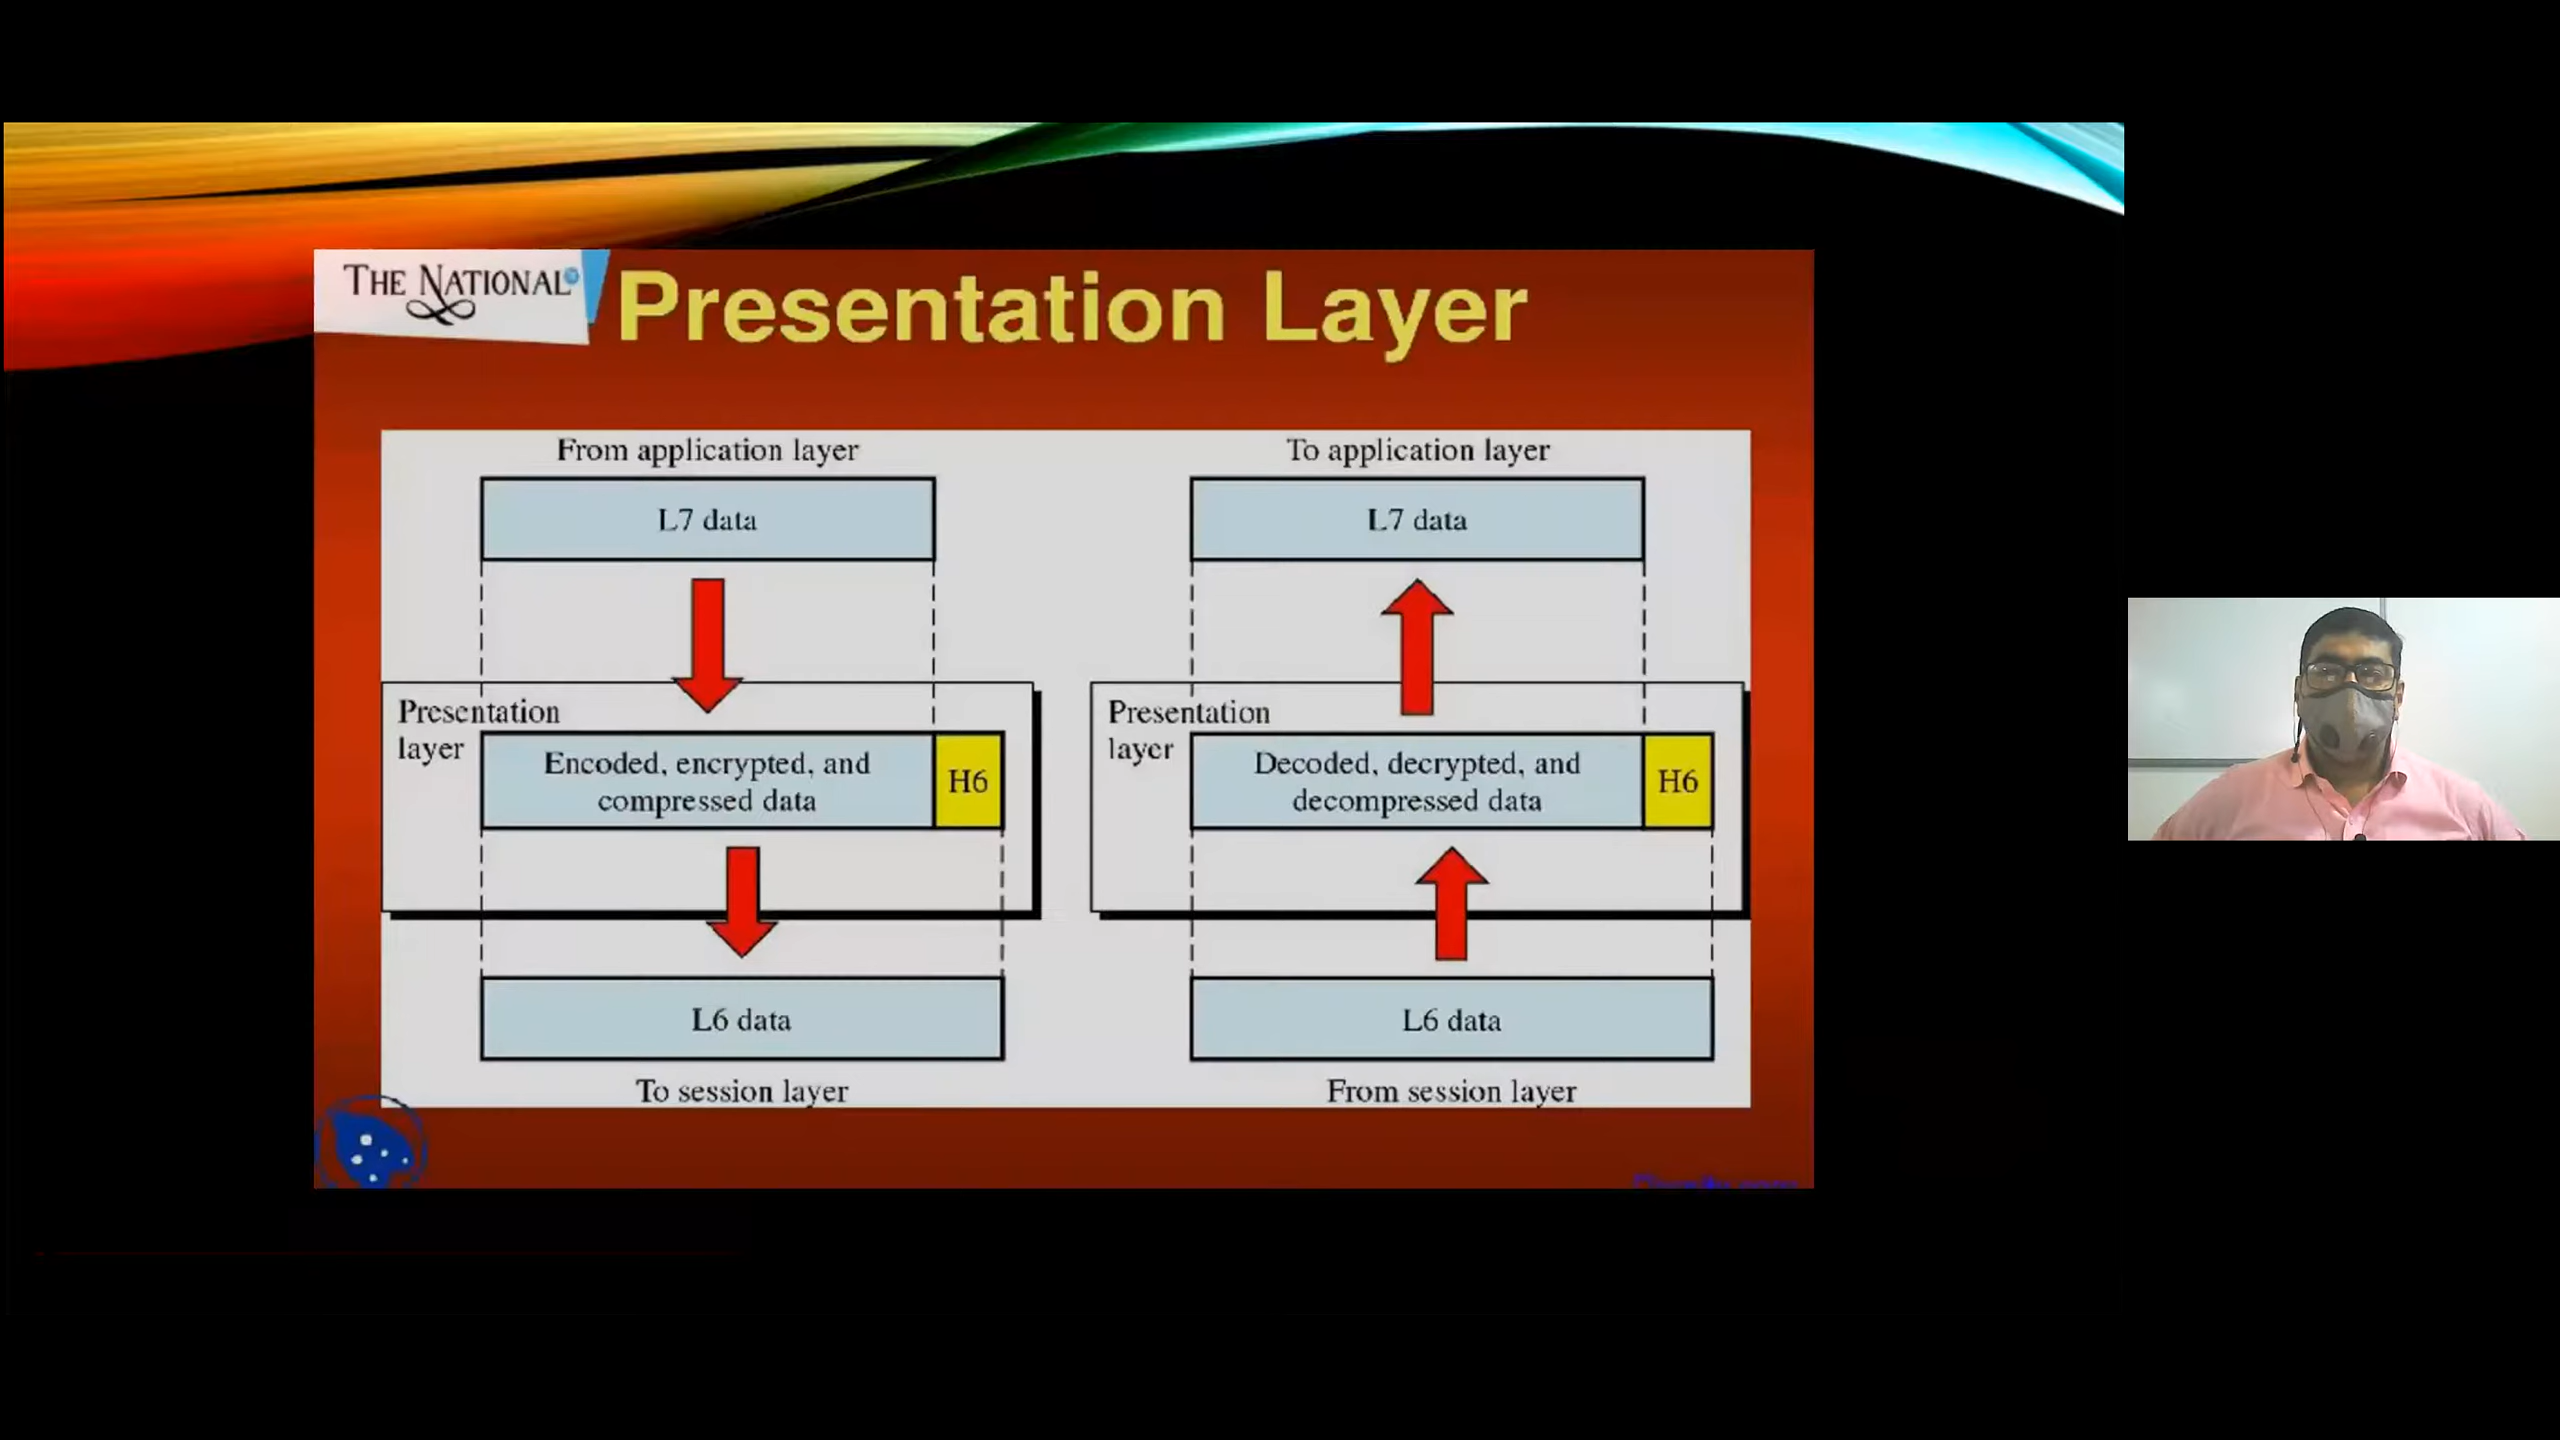 THE NATIONAL
Presentation Layer
From application layer
L7 data
Presentation
layer
Encoded, encrypted, and
compressed data
H6
L6 data
To session layer
To application layer
L7 data
Presentation
layer
Decoded, decrypted, and
decompressed data
H6
L6 data
From session layer